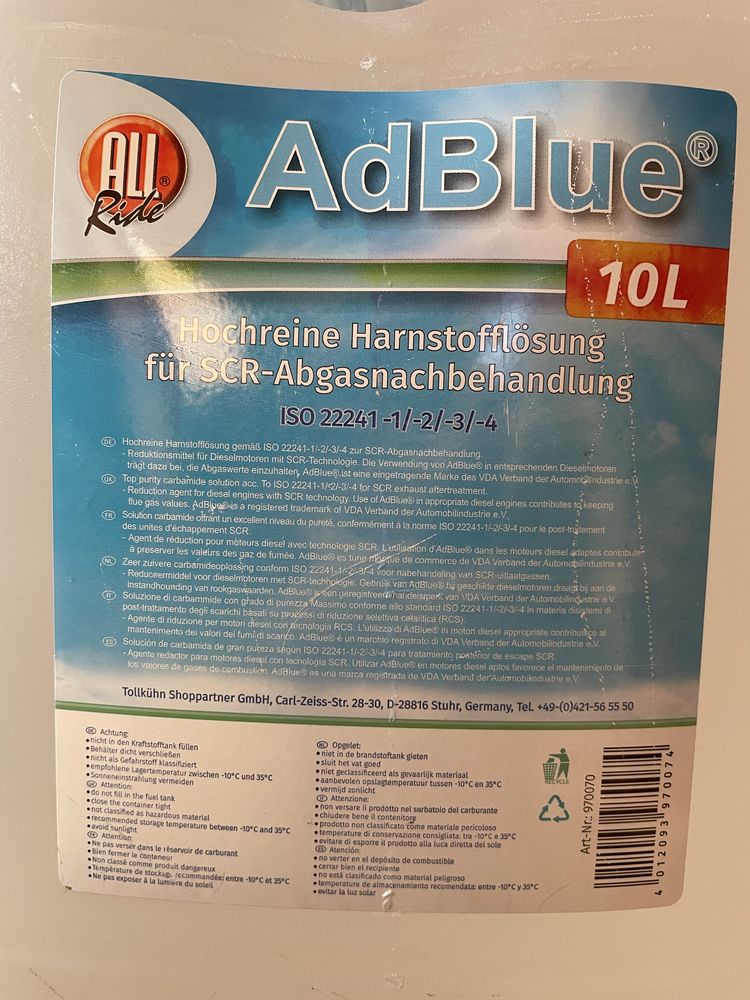 ALL®
Ride
AdBlue®
10L
Hochreine Harnstofflösung
für SCR-Abgasnachbehandlung
ISO 22241 -1/-2/-3/-4
DE Hochreine Harnstofflösung gemäß ISO 22241-1/-2/-3/-4 zur SCR-Abgasnachbehandlung.
- Reduktionsmittel für Dieselmotoren mit SCR-Technologie. Die Verwendung von AdBlue® in entsprechenden Dieselmotoren
trägt dazu bei, die Abgaswerte einzuhalten, AdBlue® ist eine eingetragende Marke des VDA Verband der Automobilindustrie e.V.
UK Top purity carbamide solution acc. To ISO 22241-1/-2/-3/-4 for SCR exhaust aftertreatment.
- Reduction agent for diesel engines with SCR technology. Use of AdBlue® in appropriate diesel engines contributes to keeping
flue gas values. AdBlue® is a registered trademark of VDA Verband der Automobilindustrie e.V.
FR Solution carbamide offrant un excellent niveau du pureté, conformément à la norme ISO 22241-1/-2/-3/-4 pour le post-traitement
des unites d'échappement SCR.
- Agent de réduction pour moteurs diesel avec technologie SCR. L'utilisation d'AdBlue® dans les moteurs diesel adaptes contribute
à preserver les valeurs des gaz de fumée. AdBlue® es tune marque de commerce de VDA Verband der Automobilindustrie e.V.
NL Zeer zuivere carbamideoplossing conform ISO 22241-1/-2/-3/-4 voor nabehandeling van SCR-uitlaatgassen.
- Reduceermiddel voor dieselmotoren met SCR-technologie. Gebruik van AdBlue® bij geschikte dieselmotoren draagt bij aan de
instandhouding van rookgaswaarden. AdBlue® is een geregistreerd handelsmerk van VDA Verband der Automobilindustrie e.V.
IT Soluzione di carbammide con grado di purezza Massimo conforme allo standard ISO 22241-1/-2/-3/-4 in materia di sistemi di
post-trattamento degli scarichi basati su processi di riduzione selettiva catalitica (RCS).
- Agente di riduzione per motori diesel con tecnologia RCS. L'utilizzo di AdBlue® in motori diesel appropriate contribuisce al
mantenimento dei valori dei fumi di scarico. AdBlue® è un marchio registrato di VDA Verband der Automobilindustrie e.V.
ES Solución de carbamida de gran pureza según ISO 22241-1/-2/-3/-4 para tratamiento posterior de escape SCR.
- Agente redactor para motores diesel con tecnología SCR. Utilizar AdBlue® en motores diesel aptos favorece el mantenimiento de
los valores de gases de combustion. AdBlue® es una marca registrada de VDA Verband der Automobilindustrie e.V.
Tollkühn Shoppartner GmbH, Carl-Zeiss-Str. 28-30, D-28816 Stuhr, Germany, Tel. +49-(0)421-56 55 50
DE Achtung:
• nicht in den Kraftstofftank füllen
• Behälter dicht verschließen
• nicht als Gefahrstoff klassifiziert
• empfohlene Lagertemperatur zwischen -10°C und 35°C
• Sonneneinstrahlung vermeiden
UK Attention:
• do not fill in the fuel tank
• close the container tight
• not classified as hazardous material
• recommended storage temperature between -10°C and 35°C
• avoid sunlight
FR Attention:
• Ne pas verser dans le réservoir de carburant
• Bien fermer le conteneur
• Non classé comme produit dangereux
• Température de stockage recommandée: entre -10°C et 35°C
• Ne pas exposer à la lumière du soleil
NL Opgelet:
• niet in de brandstoftank gieten
• sluit het vat goed
• niet geclassificeerd als gevaarlijk materiaal
• aanbevolen opslagtemperatuur tussen -10°C en 35°C
• vermijd zonlicht
IT Attenzione:
• non versare il prodotto nel serbatoio del carburante
• chiudere bene il contenitore
• prodotto non classificato come materiale pericoloso
• temperature di conservazione consigliata: tra -10°C e 35°C
• evitare di esporre il prodotto alla luce diretta del sole
ES Atención:
• no verter en el depósito de combustible
• cerrar bien el recipiente
• no está clasificado como material peligroso
• temperature de almacenamiento recomendata: entre -10°C y 35°C
• evitar la luz solar
RECYCLE
Art-Nr.: 970070
4 012093 970074